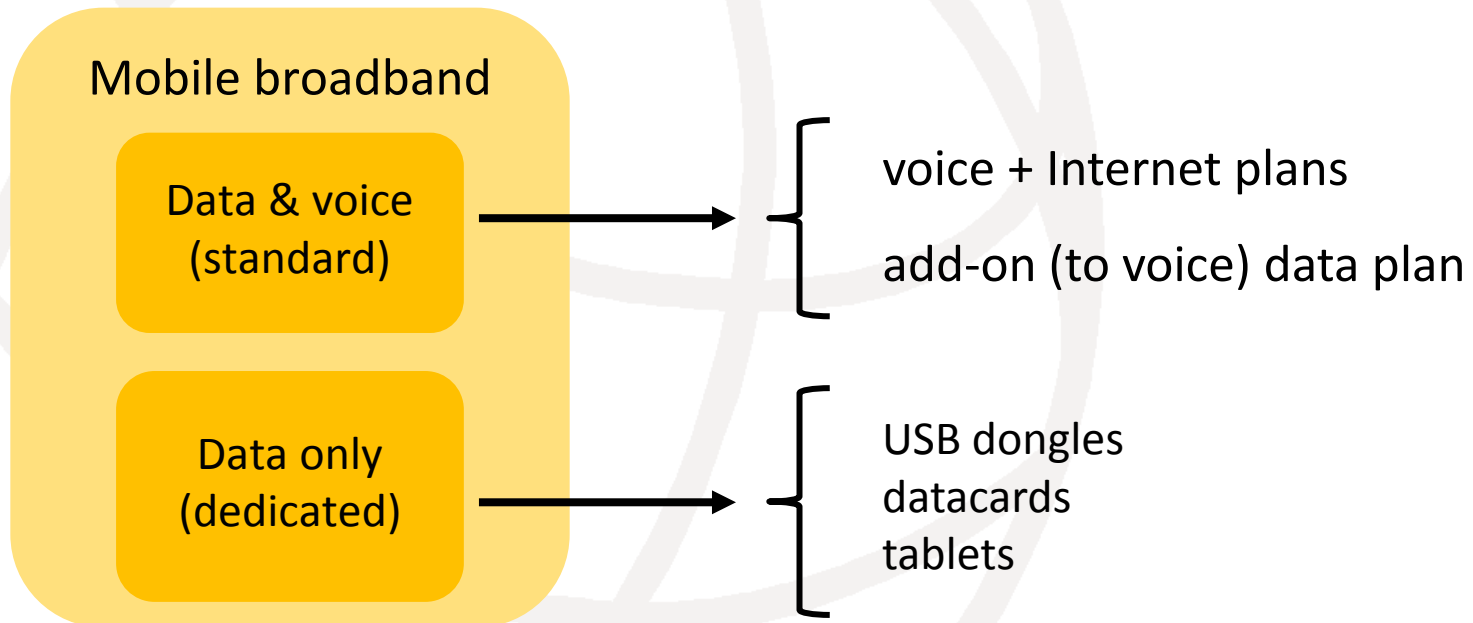 Mobile broadband
Data & voice
(standard)
voice + Internet plans
add-on (to voice) data plan
Data only
(dedicated)
USB dongles
datacards
tablets